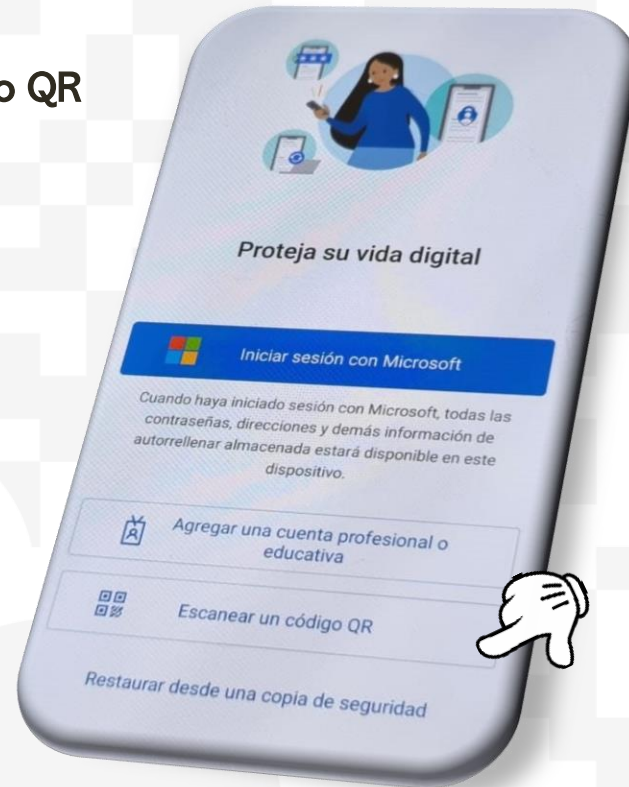 o QR
Proteja su vida digital
Iniciar sesión con Microsoft
Cuando haya iniciado sesión con Microsoft, todas las
contraseñas, direcciones y demás información de
autorrellenar almacenada estará disponible en este
dispositivo.
Agregar una cuenta profesional o
educativa
Escanear un código QR
Restaurar desde una copia de seguridad